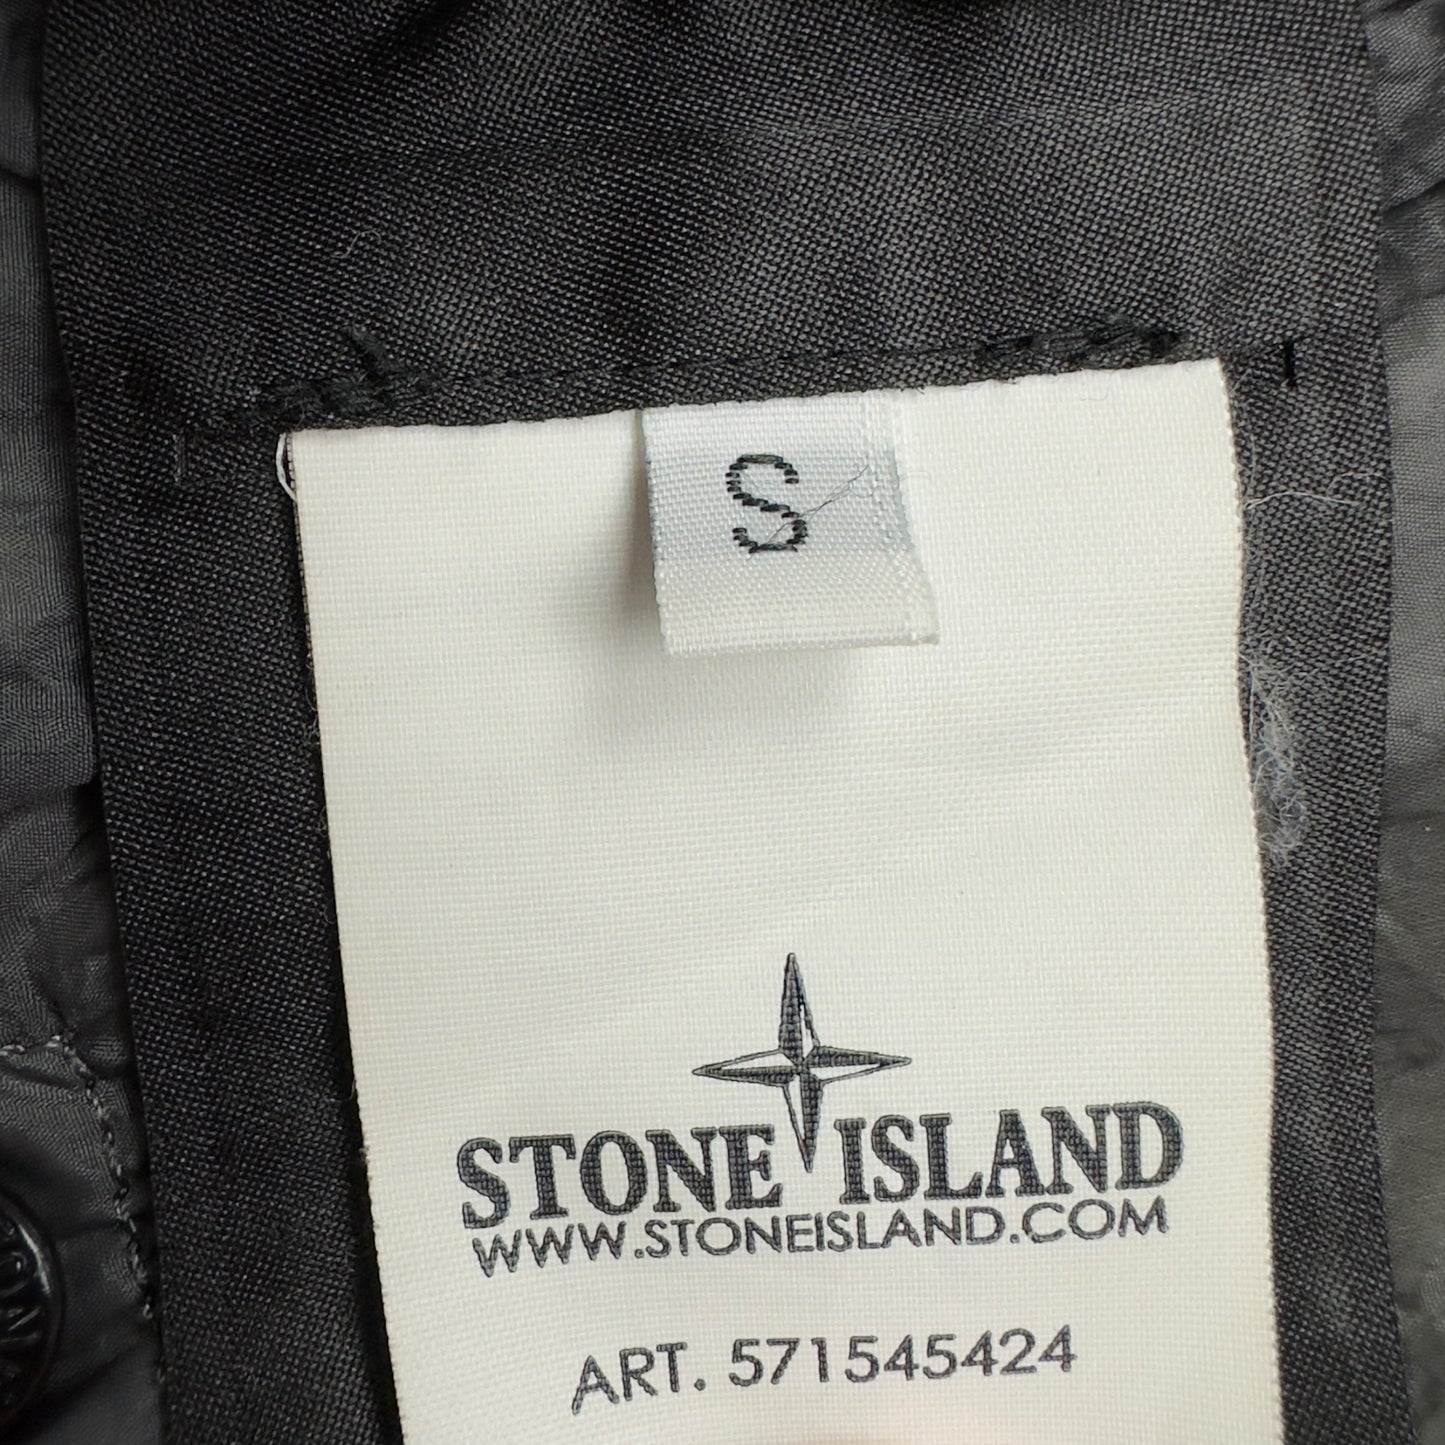 S
STONE ISLAND
WWW.STONEISLAND.COM
ART. 571545424